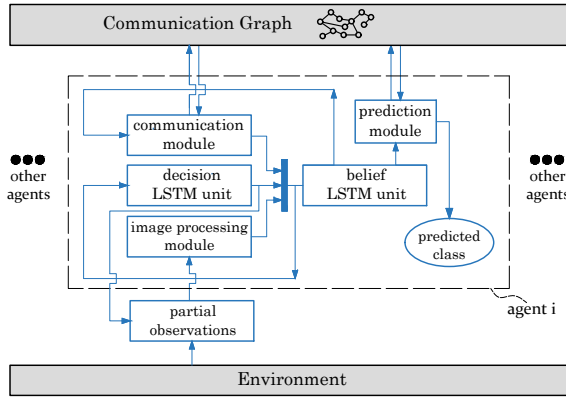 Communication Graph
communication
module
prediction
module
other
agents
decision
LSTM unit
belief
LSTM unit
other
agents
image processing
module
predicted
class
partial
observations
agent i
Environment